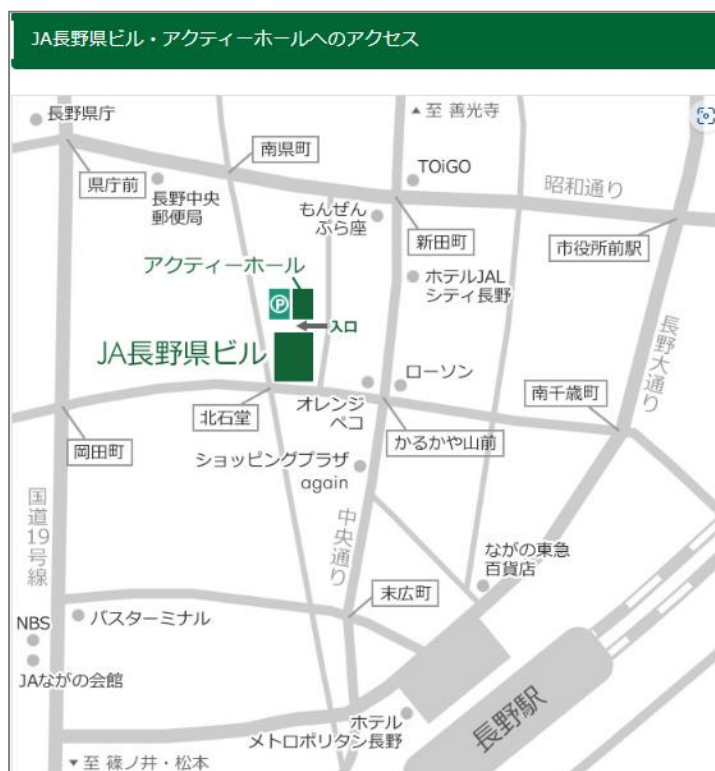 JA長野県ビル・アクティーホールへのアクセス
長野県庁
▲至 善光寺
南県町
TOiGO
県庁前
長野中央
郵便局
昭和通り
もんぜん
ぷら座
新田町
市役所前駅
アクティーホール
ホテルJAL
シティ長野
P
入口
JA長野県ビル
長野大通り
ローソン
南千歳町
北石堂
オレンジ
ペコ
かるかや山前
岡田町
ショッピングプラザ
again
国道19号線
中央通り
ながの東急
百貨店
末広町
バスターミナル
NBS
JAながの会館
長野駅
ホテル
メトロポリタン長野
▼至 篠ノ井・松本